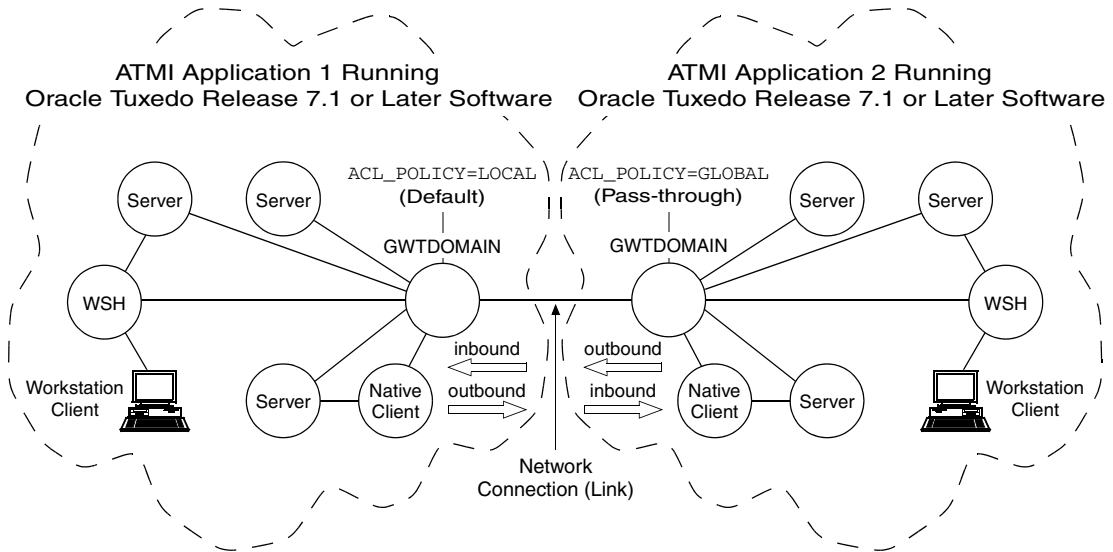 ATMI Application 1 Running
Oracle Tuxedo Release 7.1 or Later Software
ATMI Application 2 Running
Oracle Tuxedo Release 7.1 or Later Software
ACL_POLICY=LOCAL
(Default)
ACL_POLICY=GLOBAL
(Pass-through)
Server
Server
Server
Server
GWTDOMAIN
GWTDOMAIN
WSH
WSH
inbound
outbound
outbound
inbound
Workstation
Client
Server
Native
Client
Native
Client
Server
Workstation
Client
Network
Connection (Link)